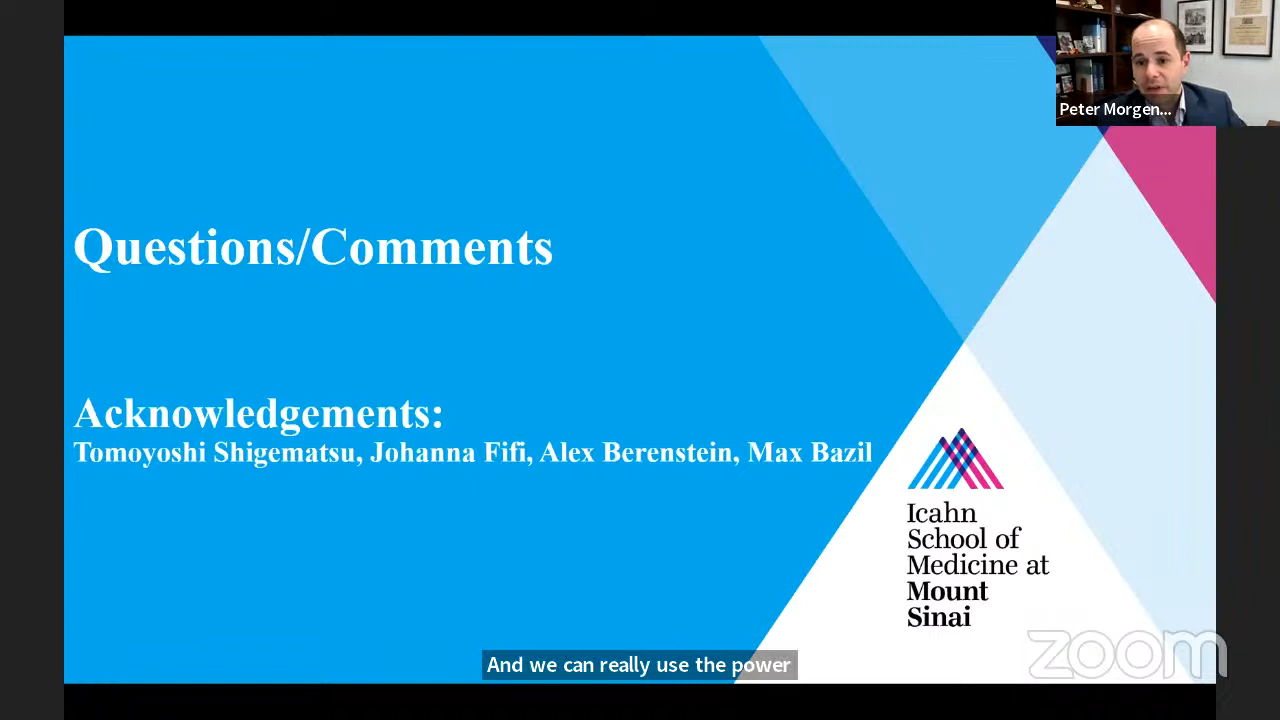 Peter Morgen...
Questions/Comments
Acknowledgements:
Tomoyoshi Shigematsu, Johanna Fifi, Alex Berenstein, Max Bazil
Icahn
School of
Medicine at
Mount
Sinai
And we can really use the power
zoom